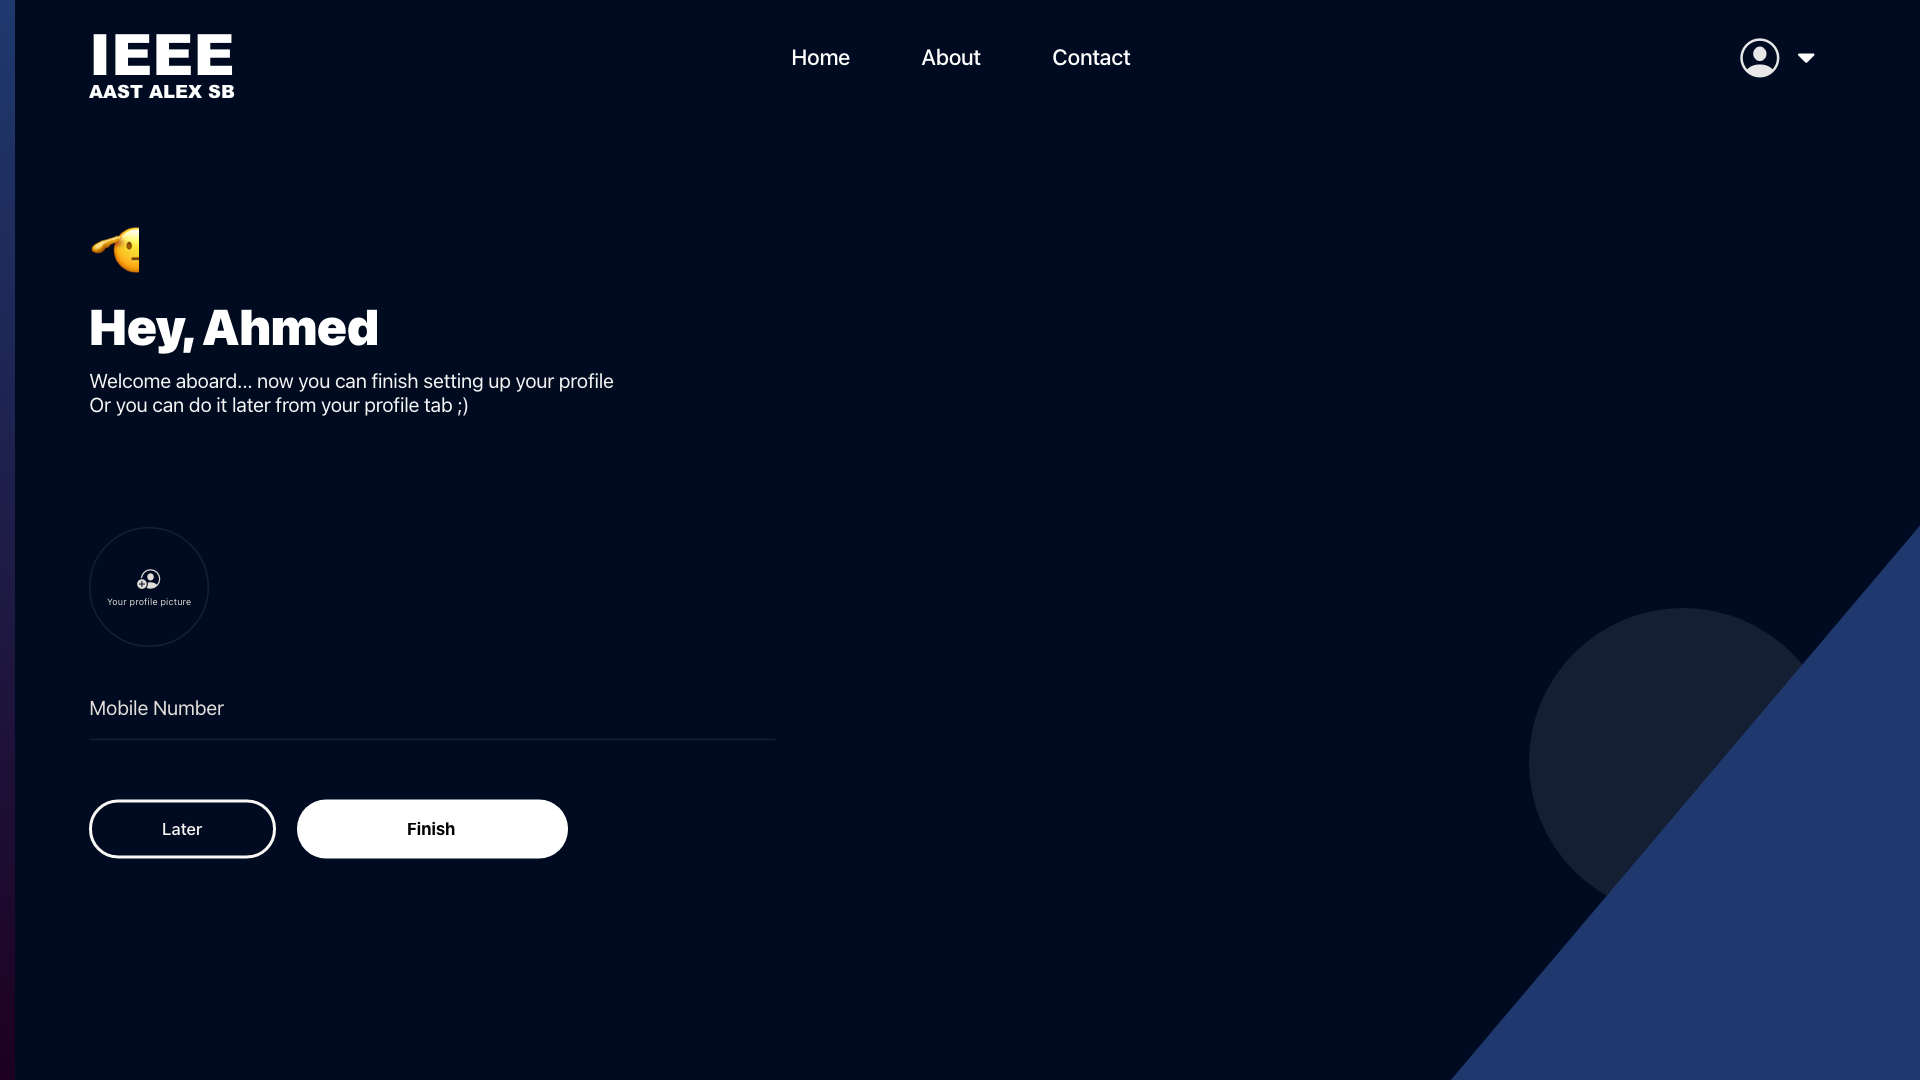 IEEE
AAST ALEX SB
Home
About
Contact
Hey, Ahmed
Welcome aboard... now you can finish setting up your profile
Or you can do it later from your profile tab ;)
Your profile picture
Mobile Number
Later
Finish